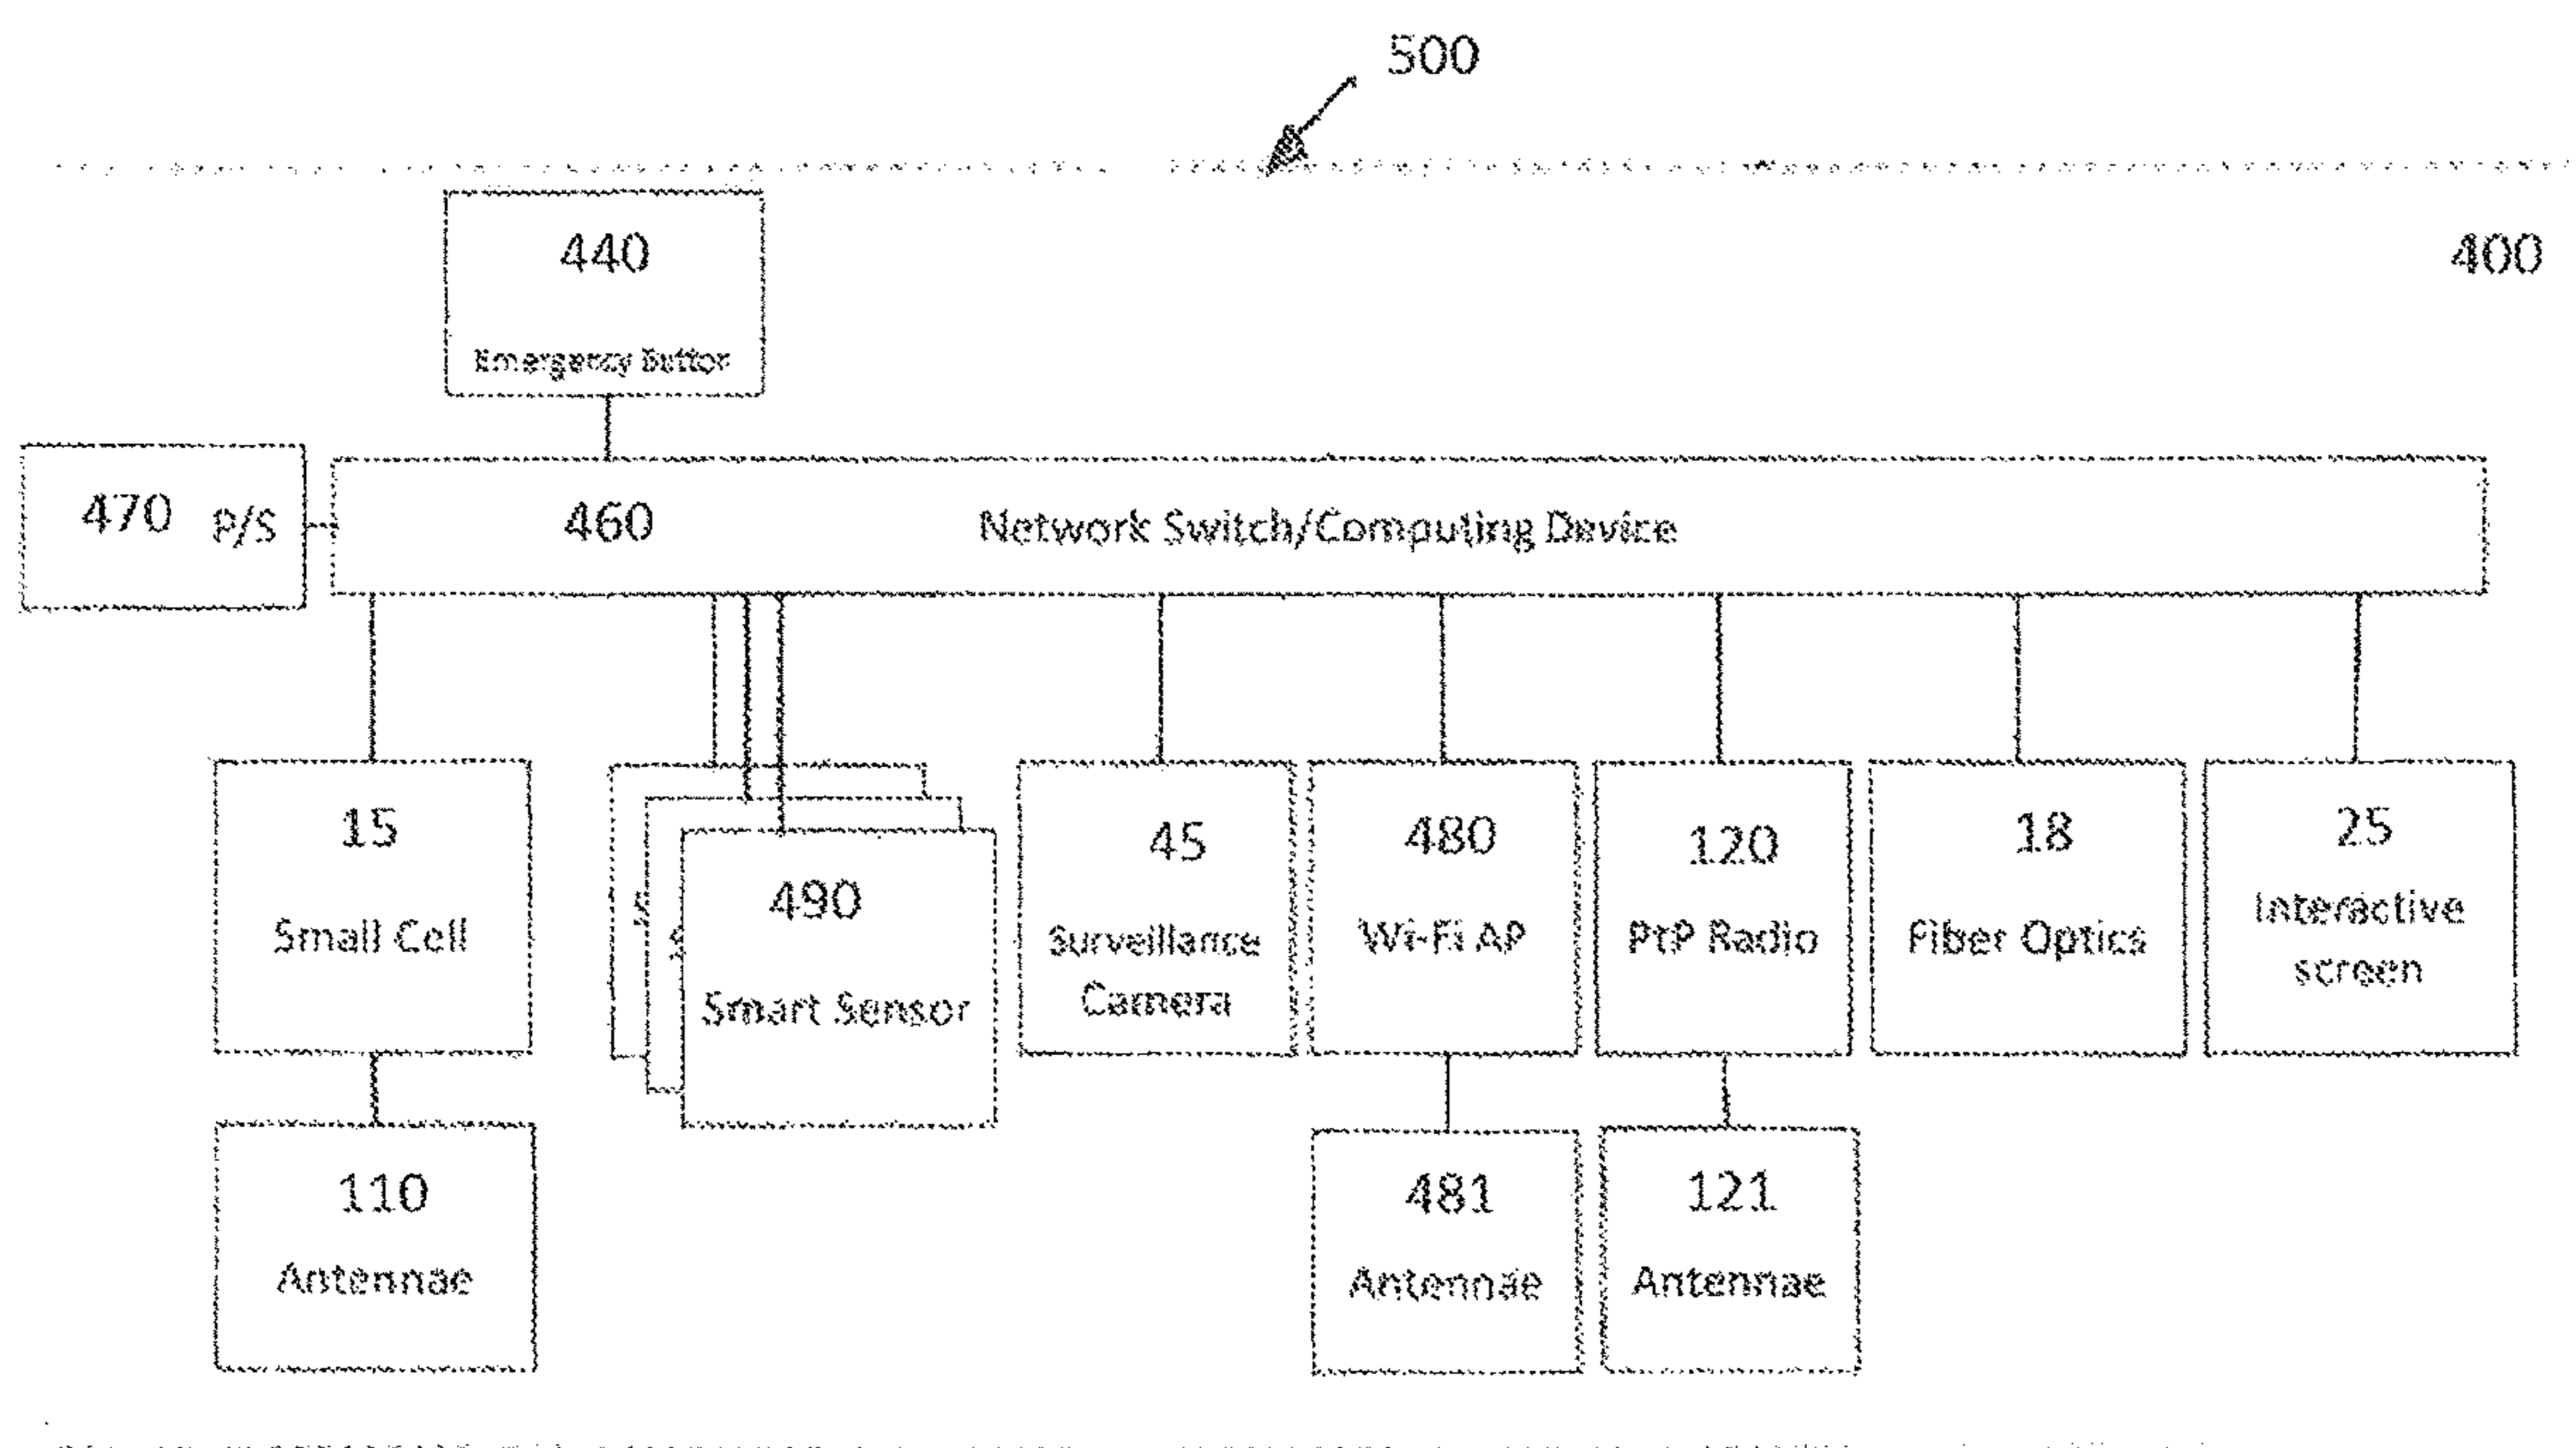 500
400
440
Emergency Button
470 P/S
460 Network Switch/Computing Device
15
Small Cell
490
Smart Sensor
45
Surveillance
Camera
480
Wi-Fi AP
120
PtP Radio
18
Fiber Optics
25
Interactive
screen
110
Antennae
481
Antennae
121
Antennae